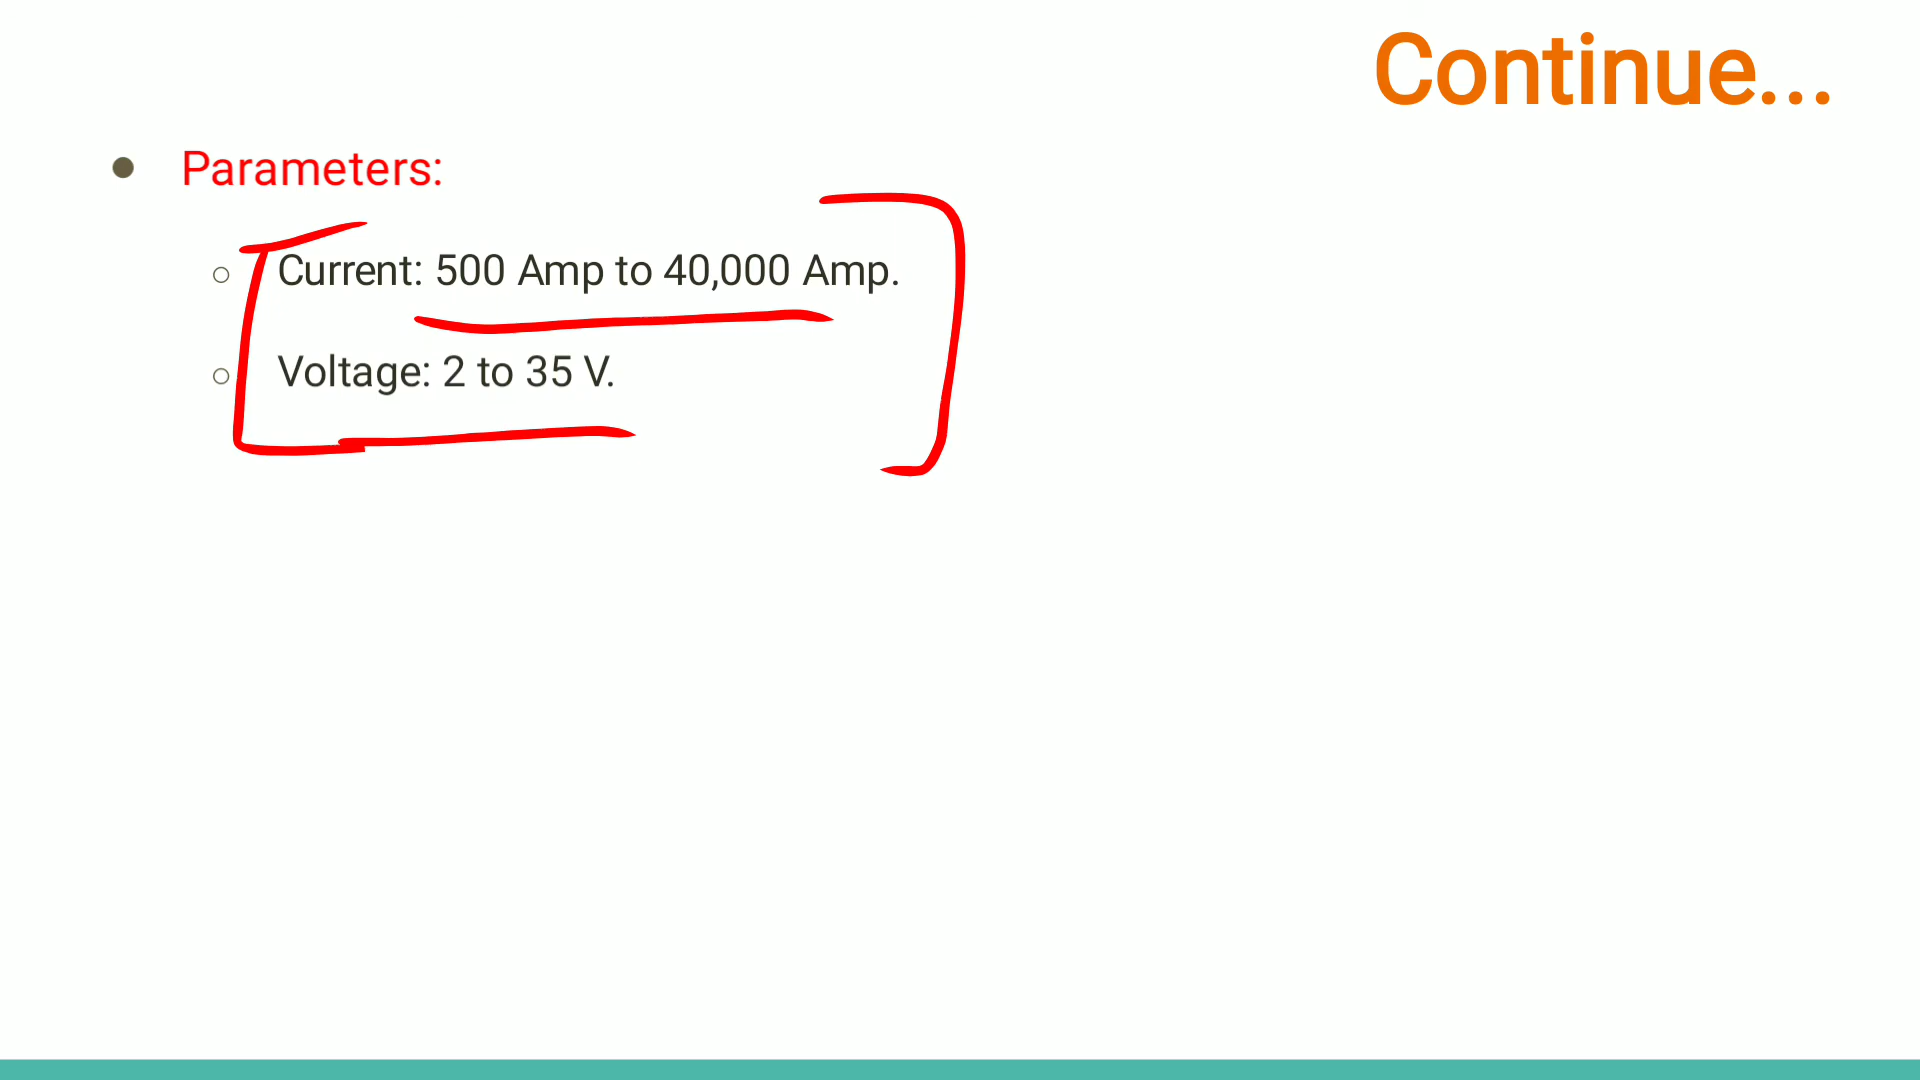 Continue...
Parameters:
Current: 500 Amp to 40,000 Amp.
Voltage: 2 to 35 V.